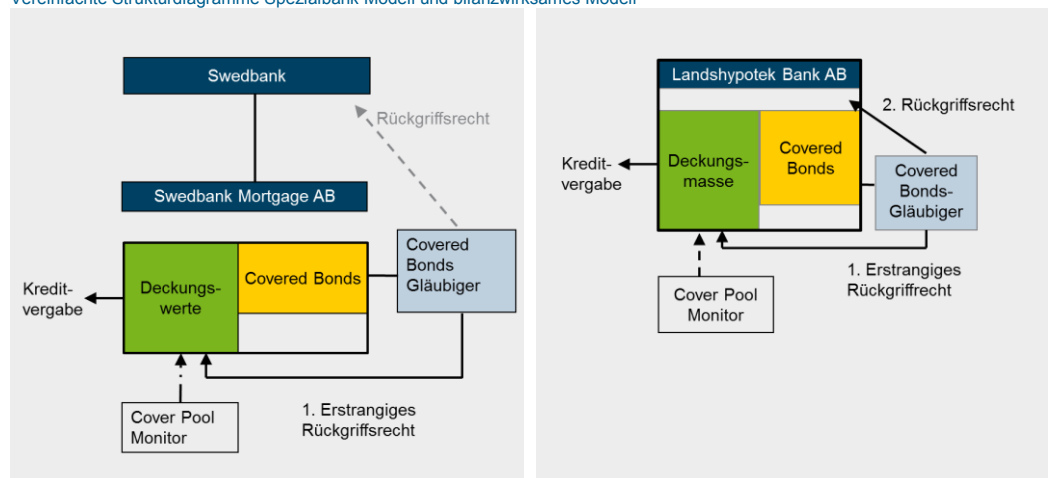 Vereinfachte Strukturdiagramme Spezialbank-Modell und bilanzwirksames Modell
Swedbank
Rückgriffsrecht
Swedbank Mortgage AB
Kredit-
vergabe
Deckungs-
werte
Covered Bonds
Covered
Bonds
Gläubiger
Cover Pool
Monitor
1. Erstrangiges
Rückgriffsrecht
Landshypotek Bank AB
2. Rückgriffsrecht
Kredit-
vergabe
Deckungs-
masse
Covered
Bonds
Covered
Bonds-
Gläubiger
Cover Pool
Monitor
1. Erstrangiges
Rückgriffrecht